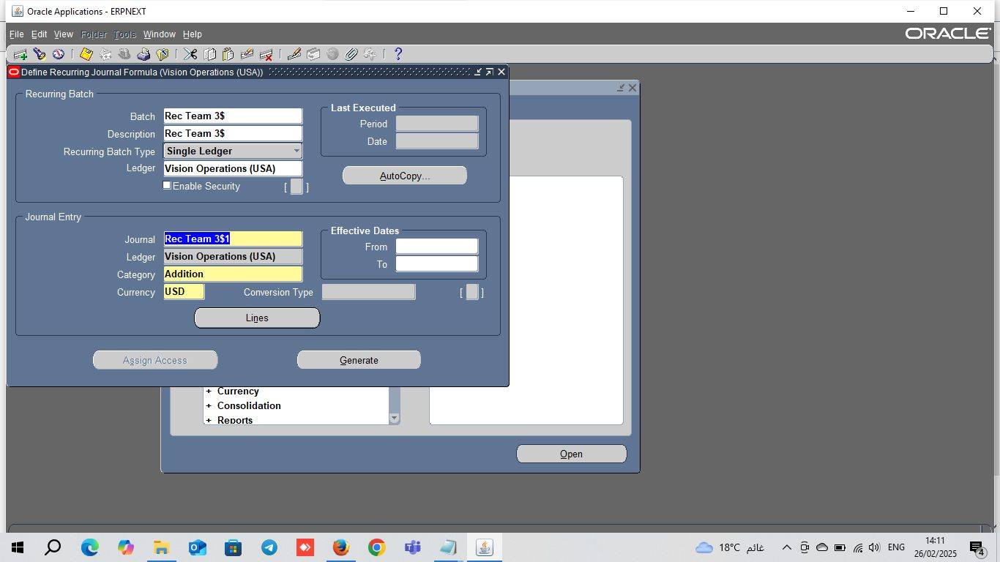 Oracle Applications - ERPNEXT
File Edit View Folder Tools Window Help
ORACLE
Define Recurring Journal Formula (Vision Operations (USA))
Recurring Batch
Batch Rec Team 3$
Description Rec Team 3$
Recurring Batch Type Single Ledger
Ledger Vision Operations (USA)
Enable Security [ ]
Last Executed
Period
Date
AutoCopy...
Journal Entry
Journal Rec Team 3$1
Ledger Vision Operations (USA)
Category Addition
Currency USD Conversion Type [ ]
Effective Dates
From
To
Lines
Assign Access Generate
+ Currency
+ Consolidation
+ Reports
Open
18°C غائم
ENG
14:11
26/02/2025
4